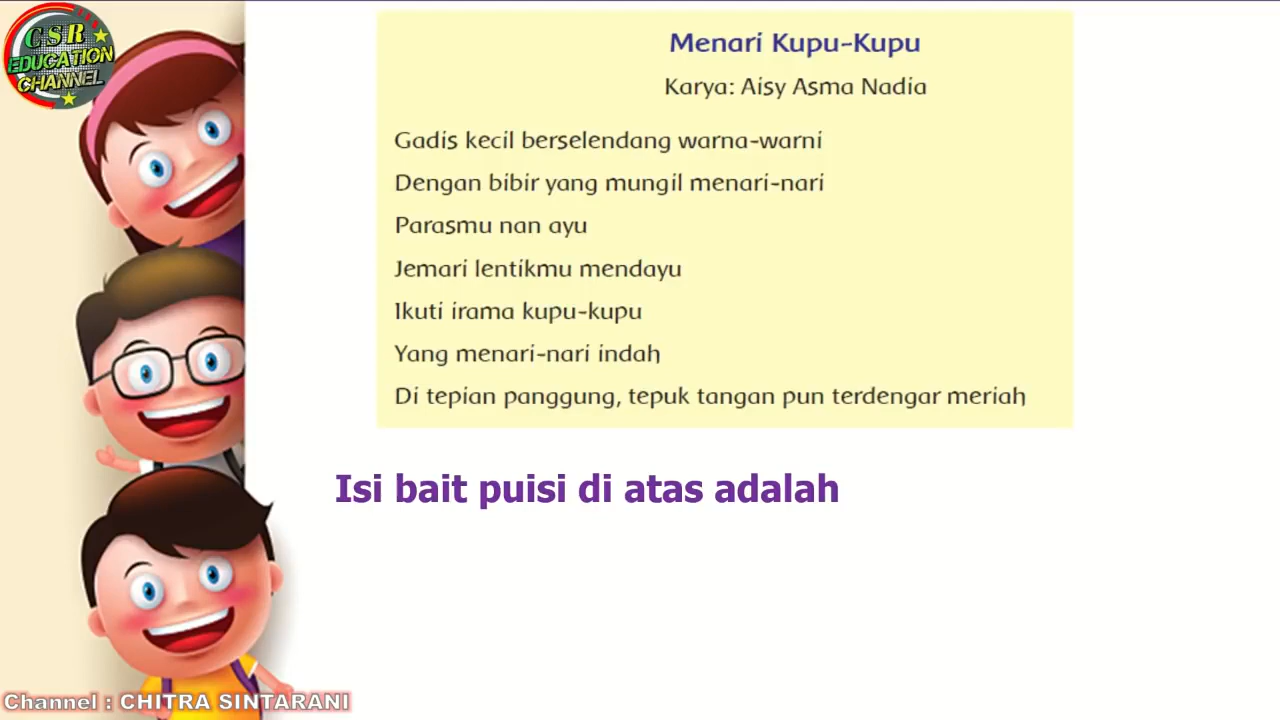 CSR
EDUCATION
CHANNEL
Menari Kupu-Kupu
Karya: Aisy Asma Nadia
Gadis kecil berselendang warna-warni
Dengan bibir yang mungil menari-nari
Parasmu nan ayu
Jemari lentikmu mendayu
Ikuti irama kupu-kupu
Yang menari-nari indah
Di tepian panggung, tepuk tangan pun terdengar meriah
Isi bait puisi di atas adalah
Channel : CHITRA SINTARANI